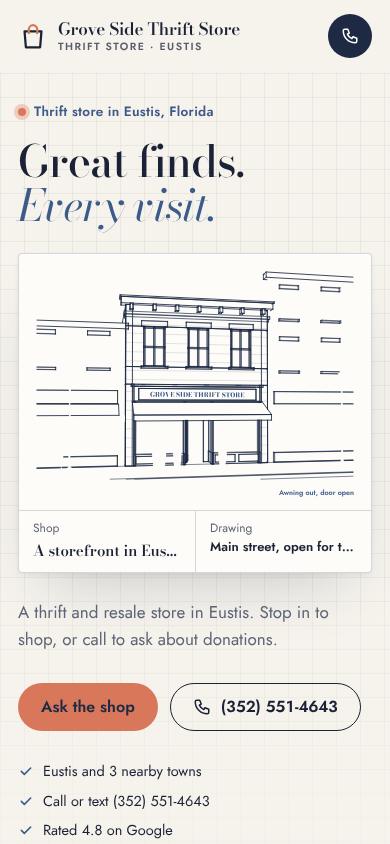 Grove Side Thrift Store
THRIFT STORE · EUSTIS
Thrift store in Eustis, Florida
Great finds.
Every visit.
GROVE SIDE THRIFT STORE
Awning out, door open
Shop
A storefront in Eus...
Drawing
Main street, open for t...
A thrift and resale store in Eustis. Stop in to
shop, or call to ask about donations.
Ask the shop
(352) 551-4643
Eustis and 3 nearby towns
Call or text (352) 551-4643
Rated 4.8 on Google